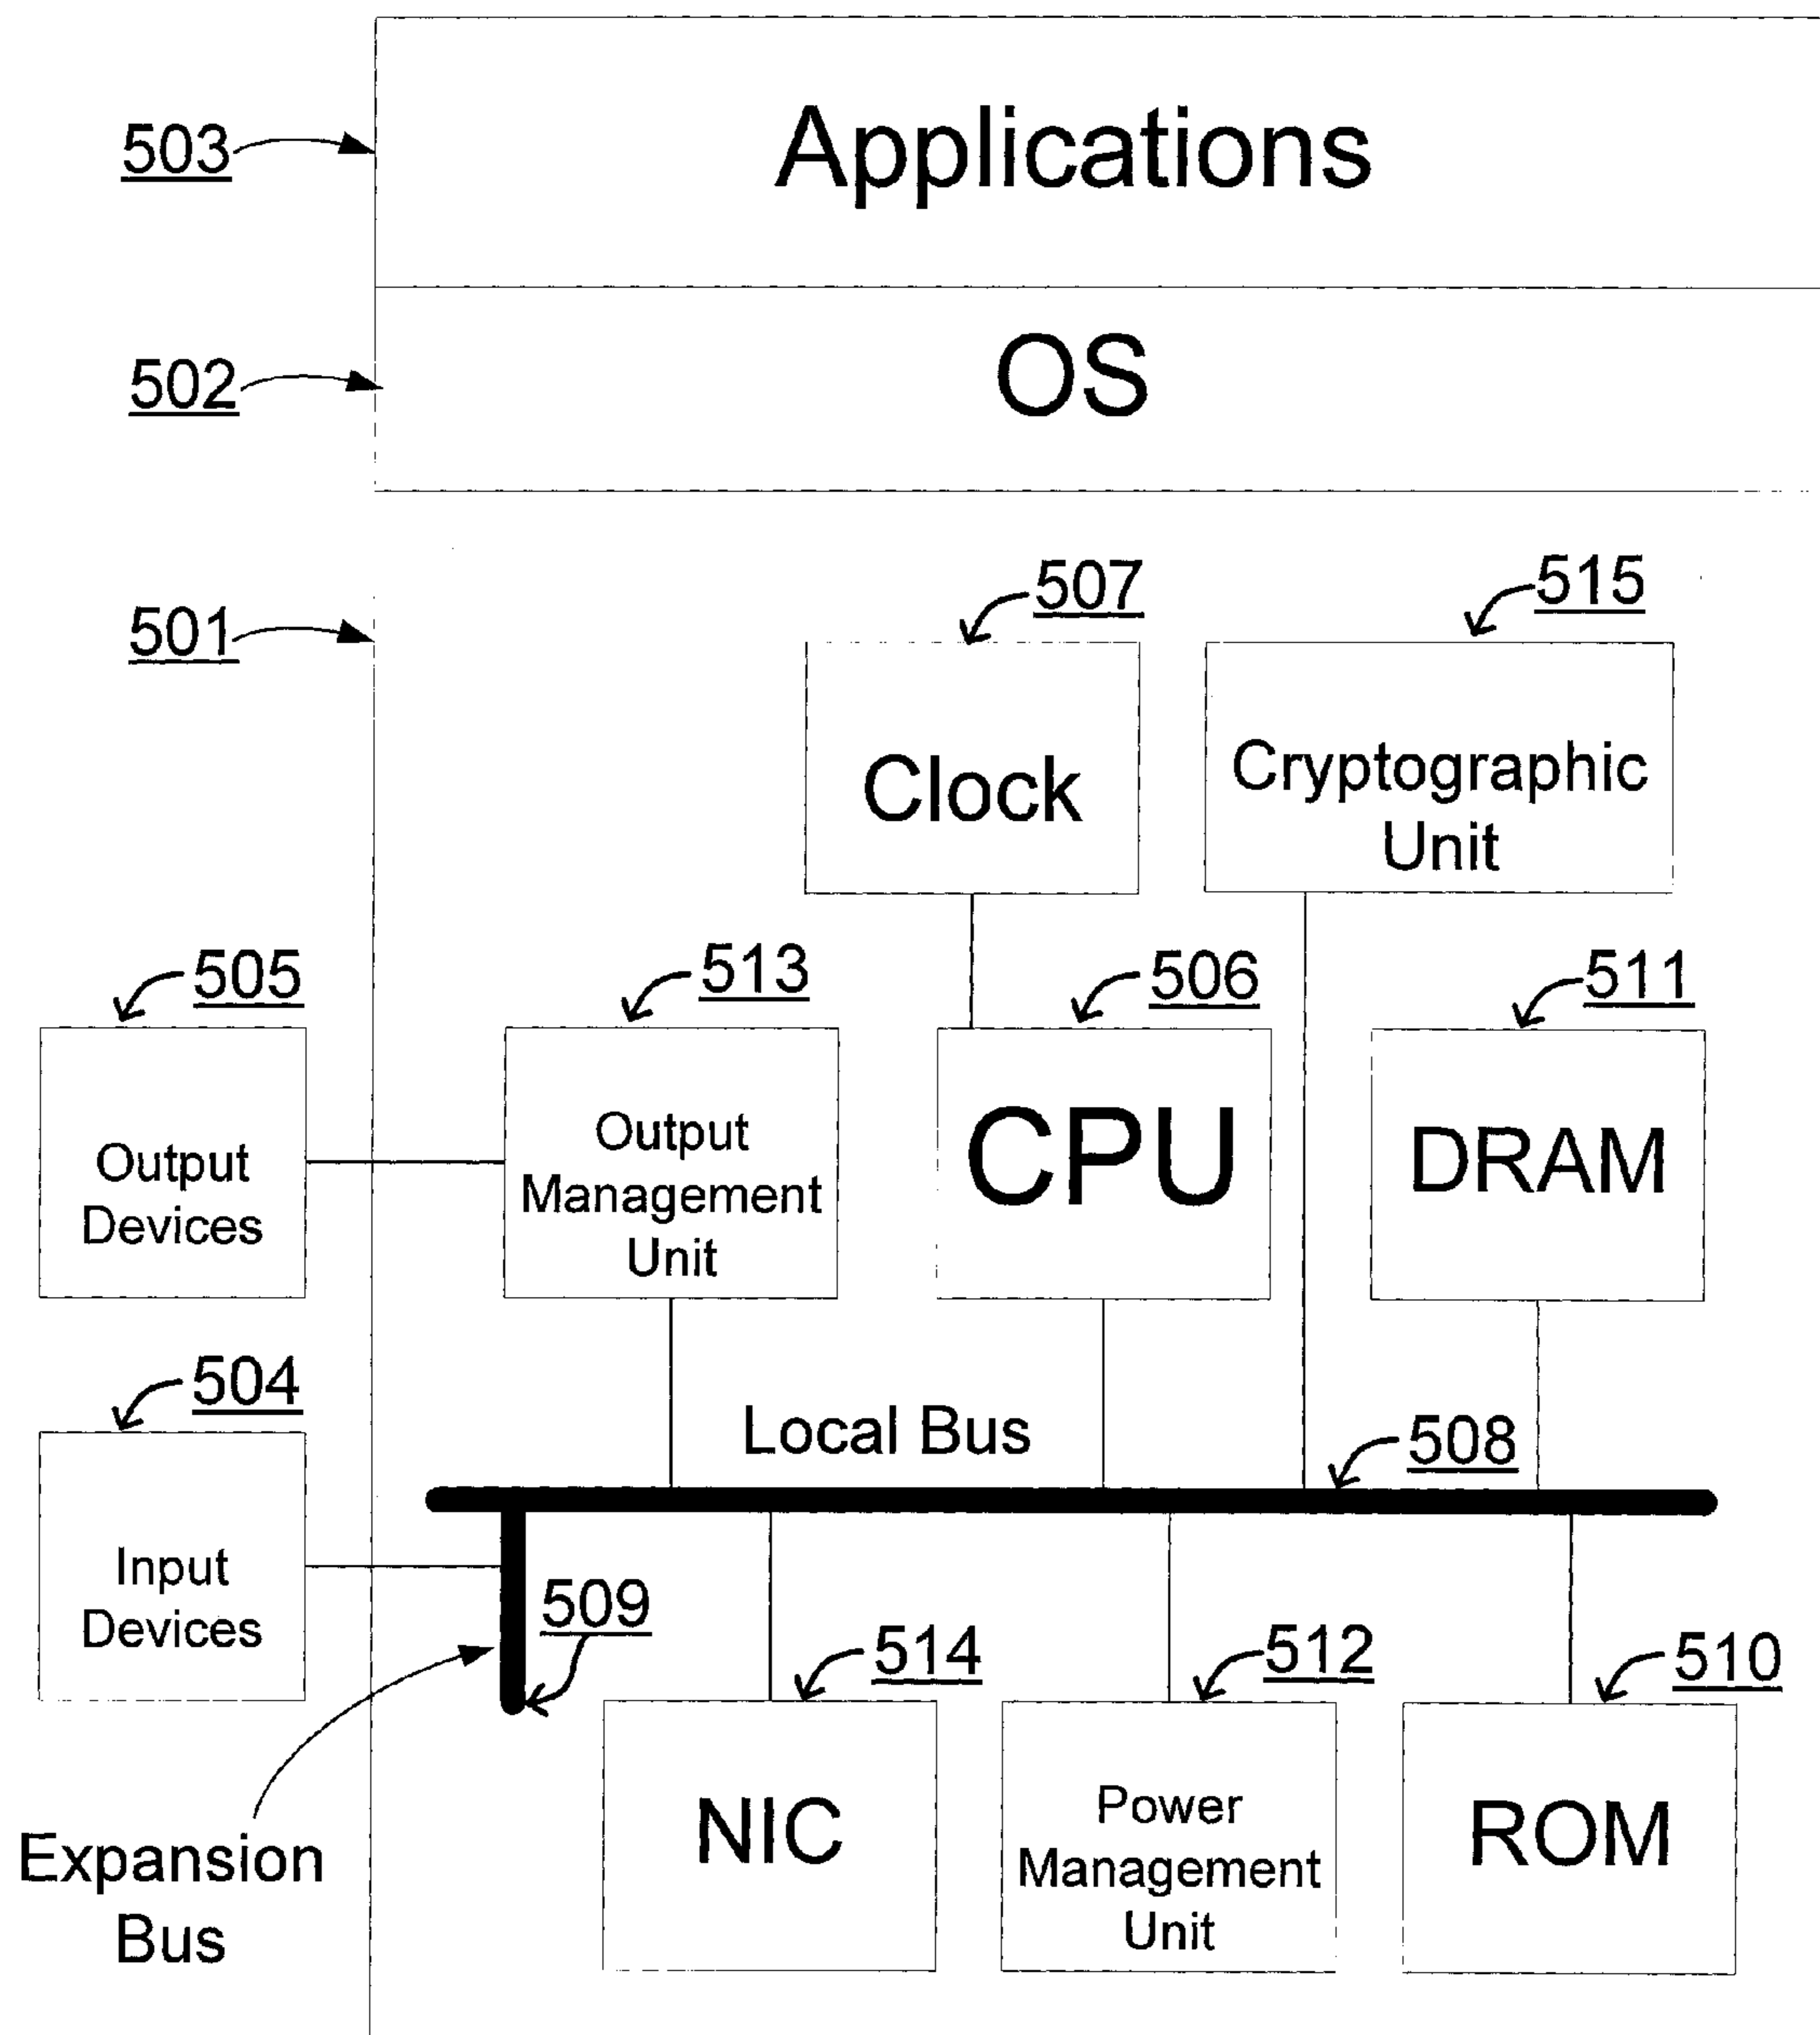 503
Applications
502
OS
501
507
515
Clock
Cryptographic
Unit
505
513
506
511
Output
Devices
Output
Management
Unit
CPU
DRAM
504
Local Bus
508
Input
Devices
509
514
512
510
Expansion
Bus
NIC
Power
Management
Unit
ROM